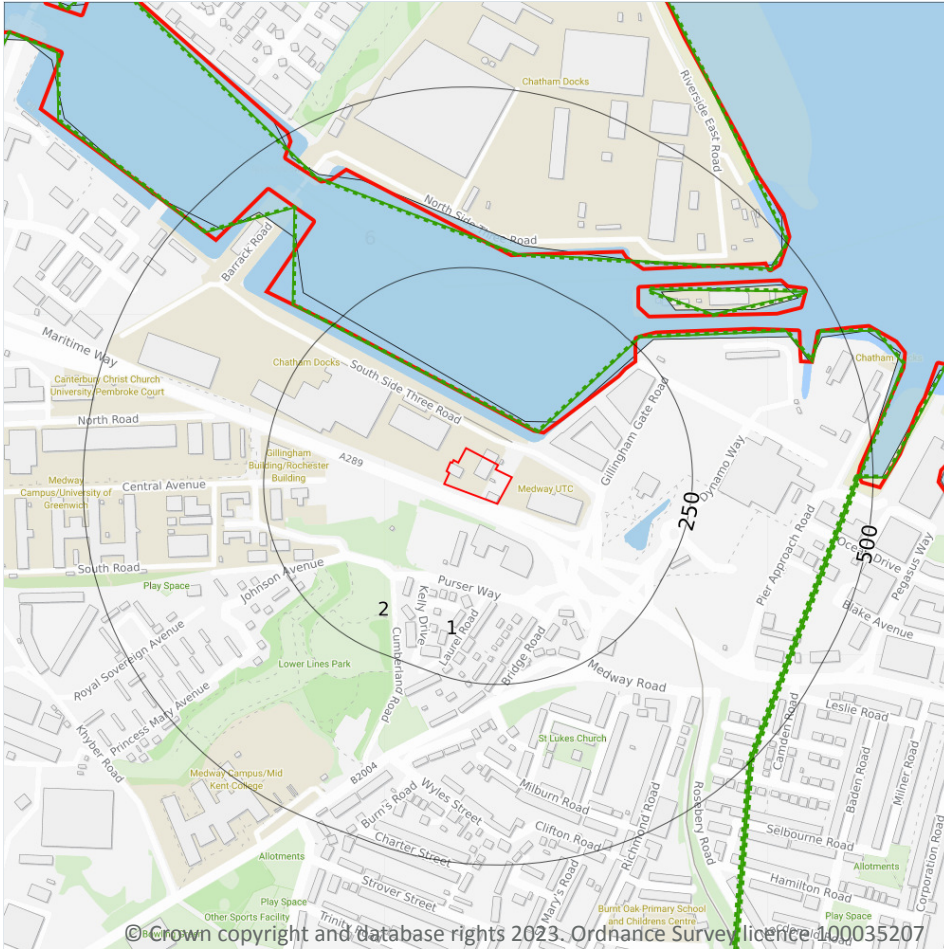 Chatham Docks
Riverside East Road
North Side Three Road
6
Barrack Road
Maritime Way
Chatham Docks
South Side Three Road
Chatham
Canterbury Christ Church
University/Pembroke Court
North Road
Gillingham Gate Road
A289
Gillingham
Building/Rochester
Building
Dynamo Way
Medway
Campus/University of
Greenwich
Central Avenue
Medway UTC
250
500
Pier Approach Road
Ocean Drive
Pegasus Way
South Road
Play Space
Johnson Avenue
Purser Way
Kelly Drive
2
1
Laurel Road
Bridge Road
Blake Avenue
Cumberland Road
Royal Sovereign Avenue
Lower Lines Park
Medway Road
Princess Mary Avenue
Khyber Road
Leslie Road
Camden Road
St Lukes Church
Medway Campus/Mid
Kent College
B2004
Baden Road
Milner Road
Burn's Road
Wyles Street
Milburn Road
Rosebery Road
Richmond Road
Clifton Road
Charter Street
Selbourne Road
Corporation Road
Allotments
Allotments
Strover Street
Hamilton Road
Mary's Road
Play Space
Other Sports Facility
Burnt Oak Primary School
and Childrens Centre
Play Space
Trinity
© Crown copyright and database rights 2023. Ordnance Survey licence 100035207